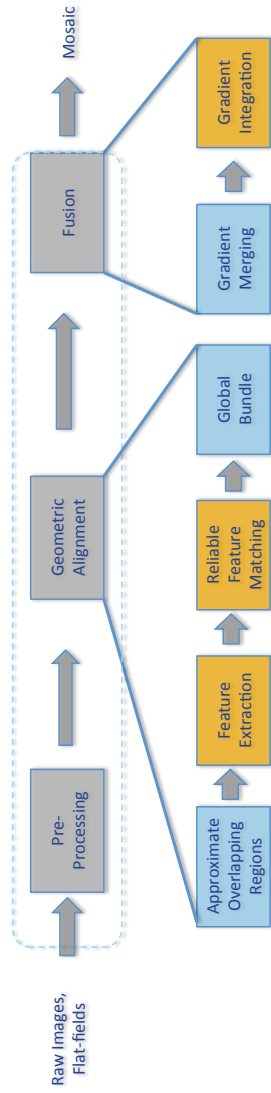 Raw Images,
Flat-fields
Pre-
Processing
Geometric
Alignment
Fusion
Mosaic
Approximate
Overlapping
Regions
Feature
Extraction
Reliable
Feature
Matching
Global
Bundle
Gradient
Merging
Gradient
Integration